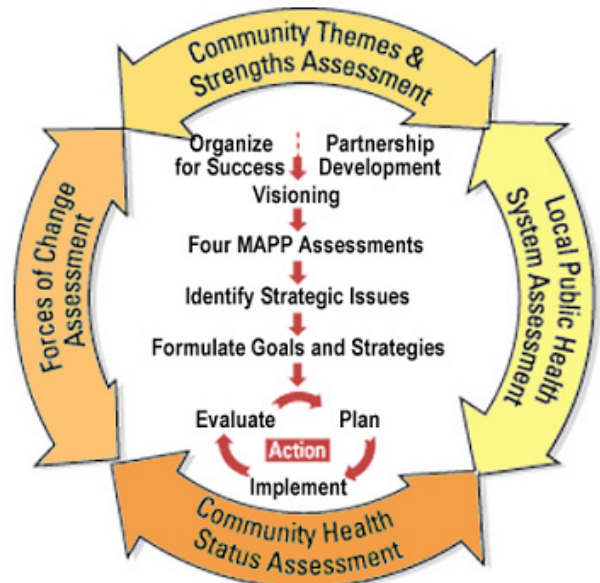 Community Themes &
Strengths Assessment
Organize
for Success
Partnership
Development
Visioning
Four MAPP Assessments
Identify Strategic Issues
Formulate Goals and Strategies
Evaluate
Plan
Action
Implement
Forces of Change
Assessment
Local Public Health
System Assessment
Community Health
Status Assessment